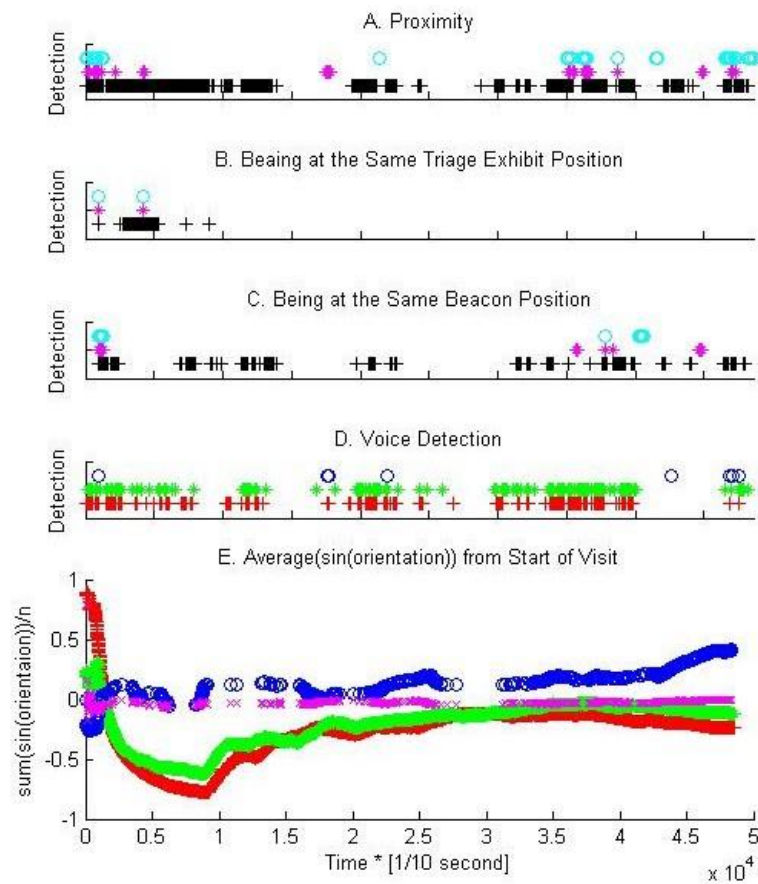 A. Proximity
Detection
B. Beaing at the Same Triage Exhibit Position
Detection
C. Being at the Same Beacon Position
Detection
D. Voice Detection
Detection
E. Average(sin(orientation)) from Start of Visit
sum(sin(orientaion))/n
1
0.5
0
-0.5
-1
0 0.5 1 1.5 2 2.5 3 3.5 4 4.5 5
Time * [1/10 second]
x 10^4